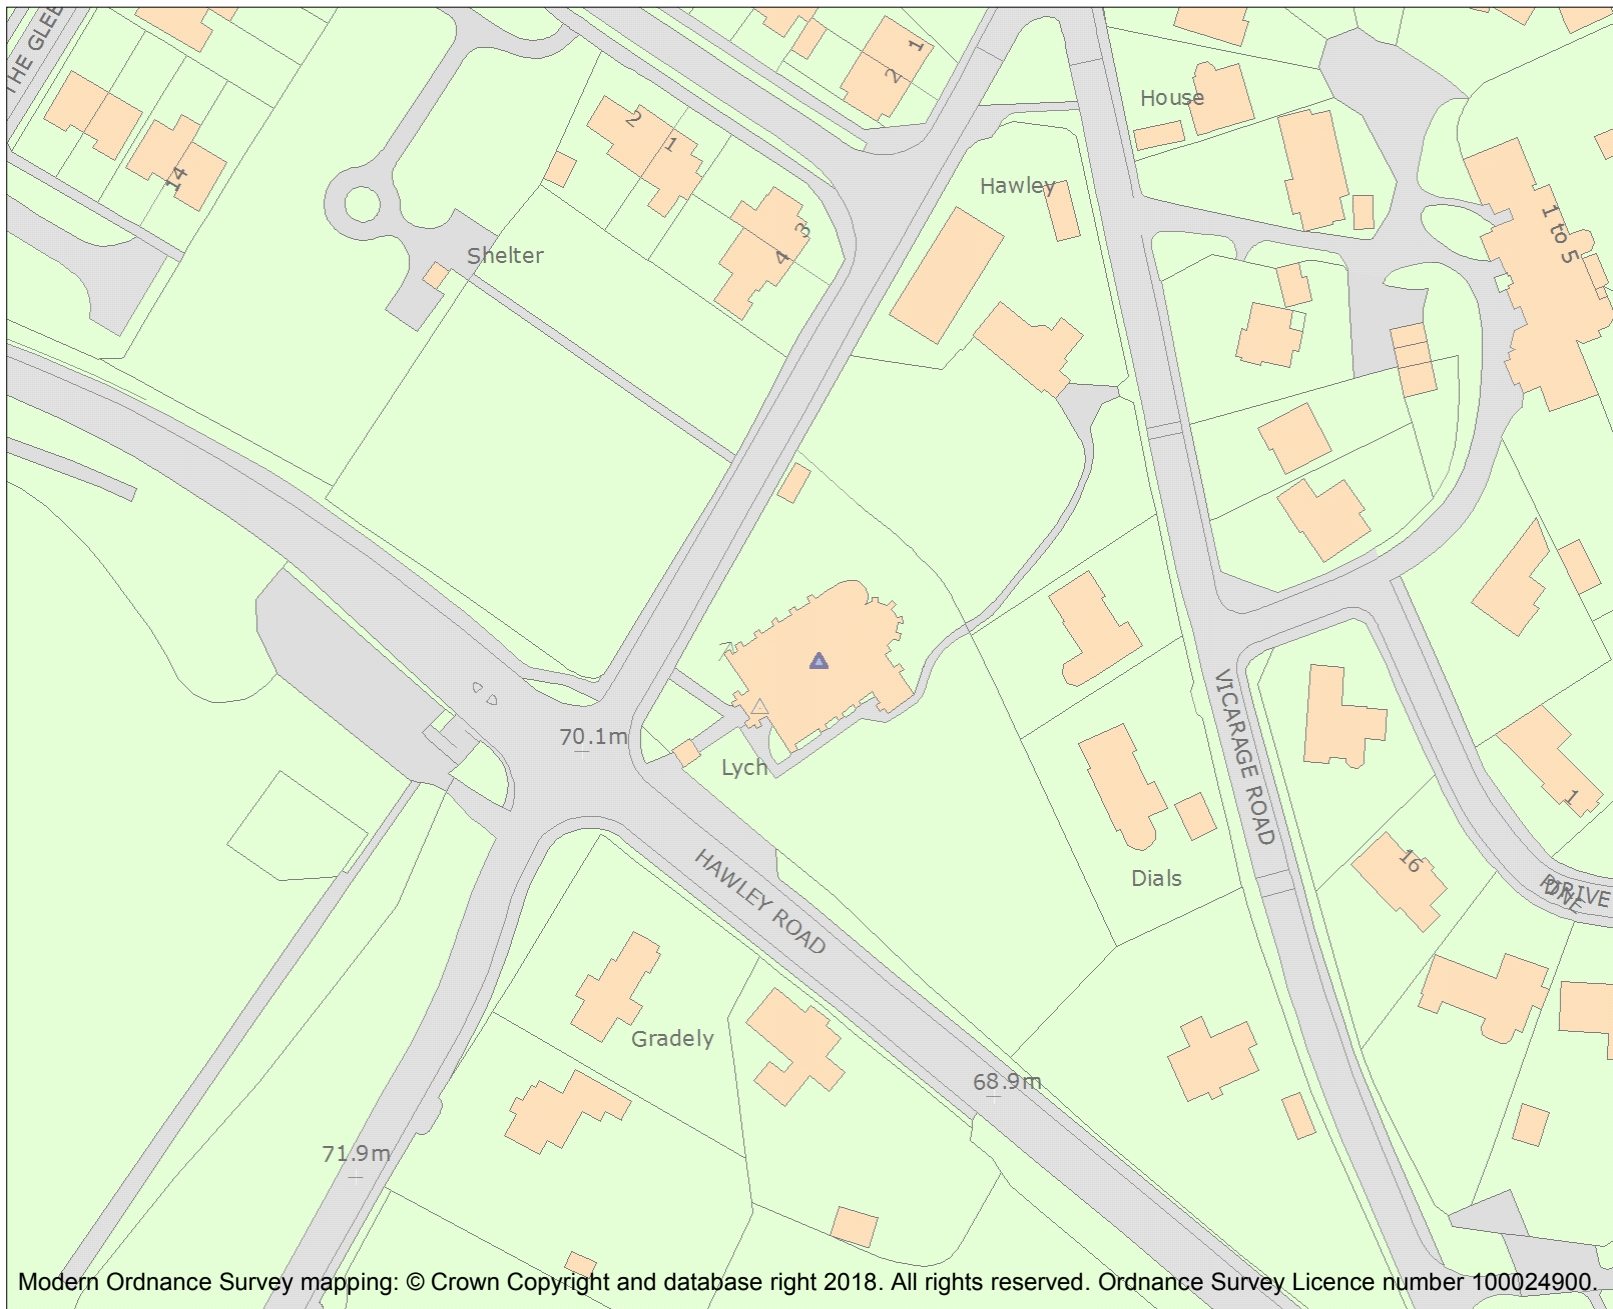 THE GLEE
1
2
House
2
1
14
Hawley
1 to 5
3
4
Shelter
70.1m
Lych
VICARAGE ROAD
1
HAWLEY ROAD
16
Dials
DRIVE
Gradely
68.9m
71.9m
Modern Ordnance Survey mapping: © Crown Copyright and database right 2018. All rights reserved. Ordnance Survey Licence number 100024900.